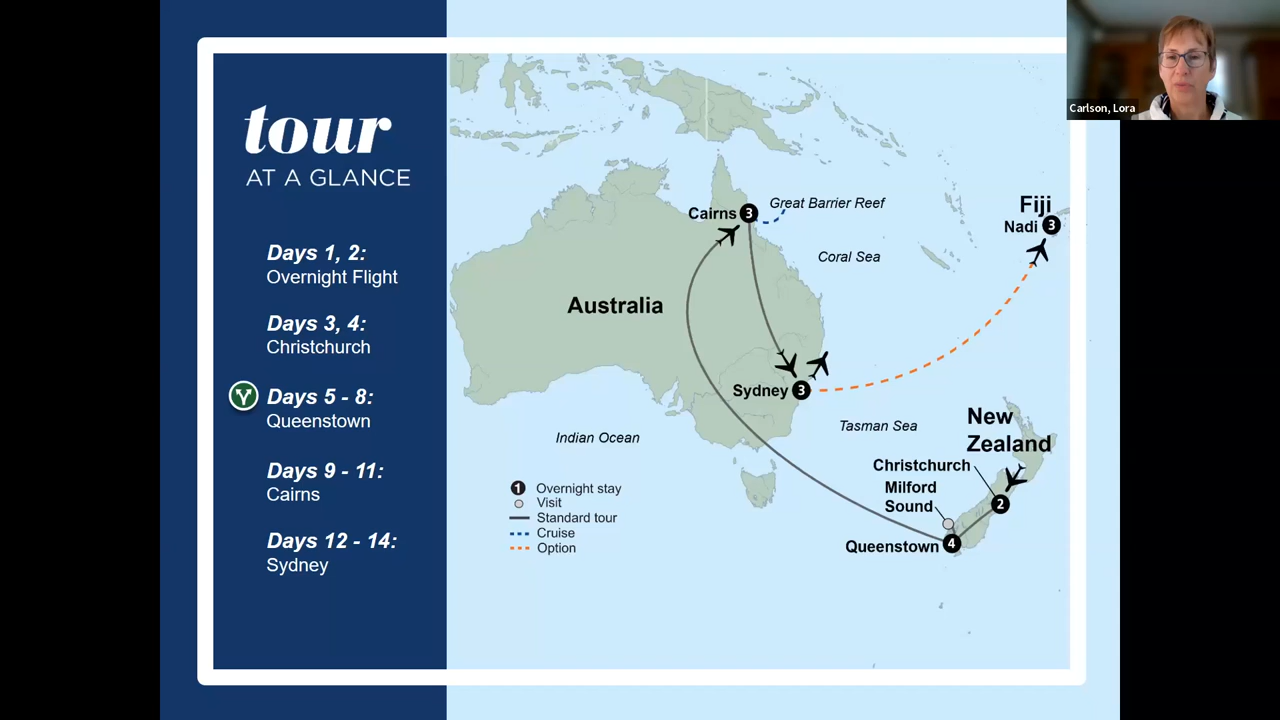 tour
AT A GLANCE
Days 1, 2:
Overnight Flight
Days 3, 4:
Christchurch
Days 5 - 8:
Queenstown
Days 9 - 11:
Cairns
Days 12 - 14:
Sydney
Cairns 3
Great Barrier Reef
Coral Sea
Fiji
Nadi 3
Australia
Sydney 3
Indian Ocean
Tasman Sea
New
Zealand
Christchurch
2
Milford
Sound
Queenstown 4
1 Overnight stay
Visit
Standard tour
Cruise
Option
Carlson, Lora